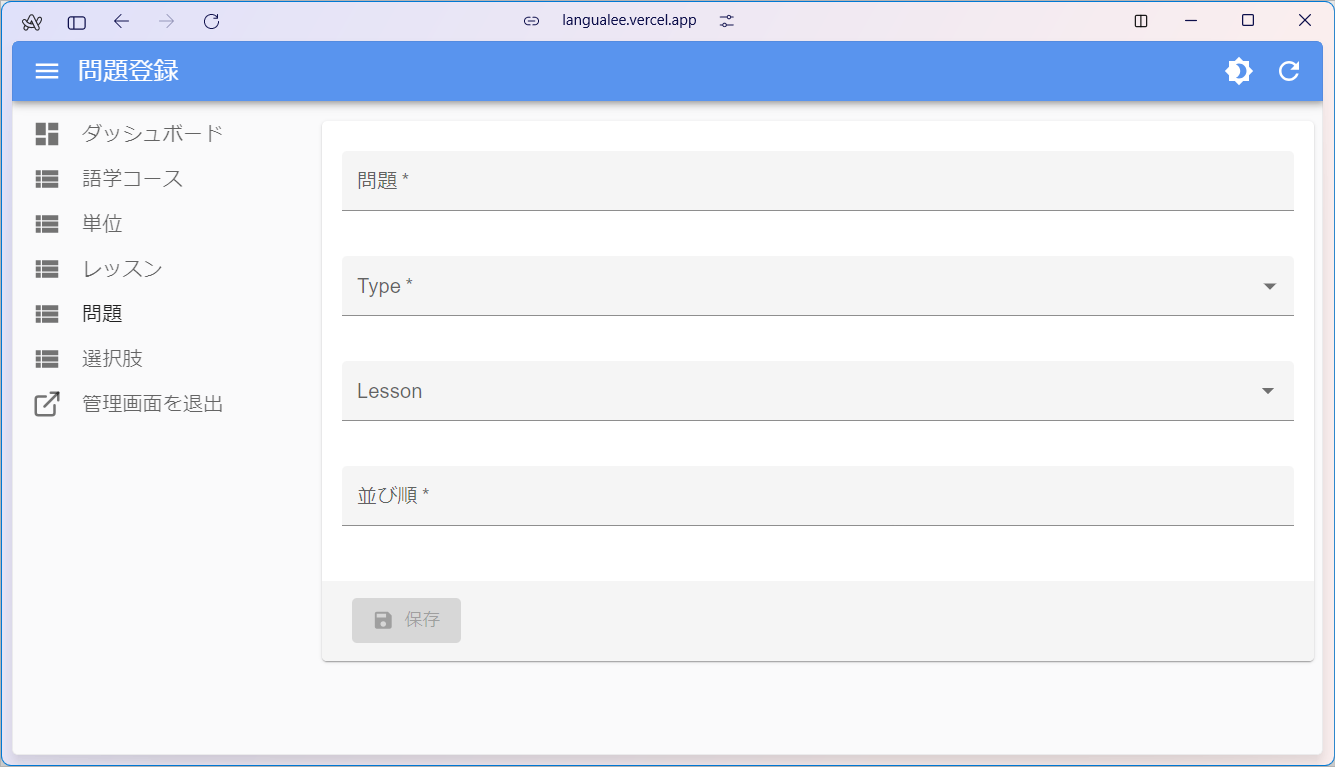 langualee.vercel.app
問題登録
ダッシュボード
語学コース
単位
レッスン
問題
選択肢
管理画面を退出
問題 *
Type *
Lesson
並び順 *
保存